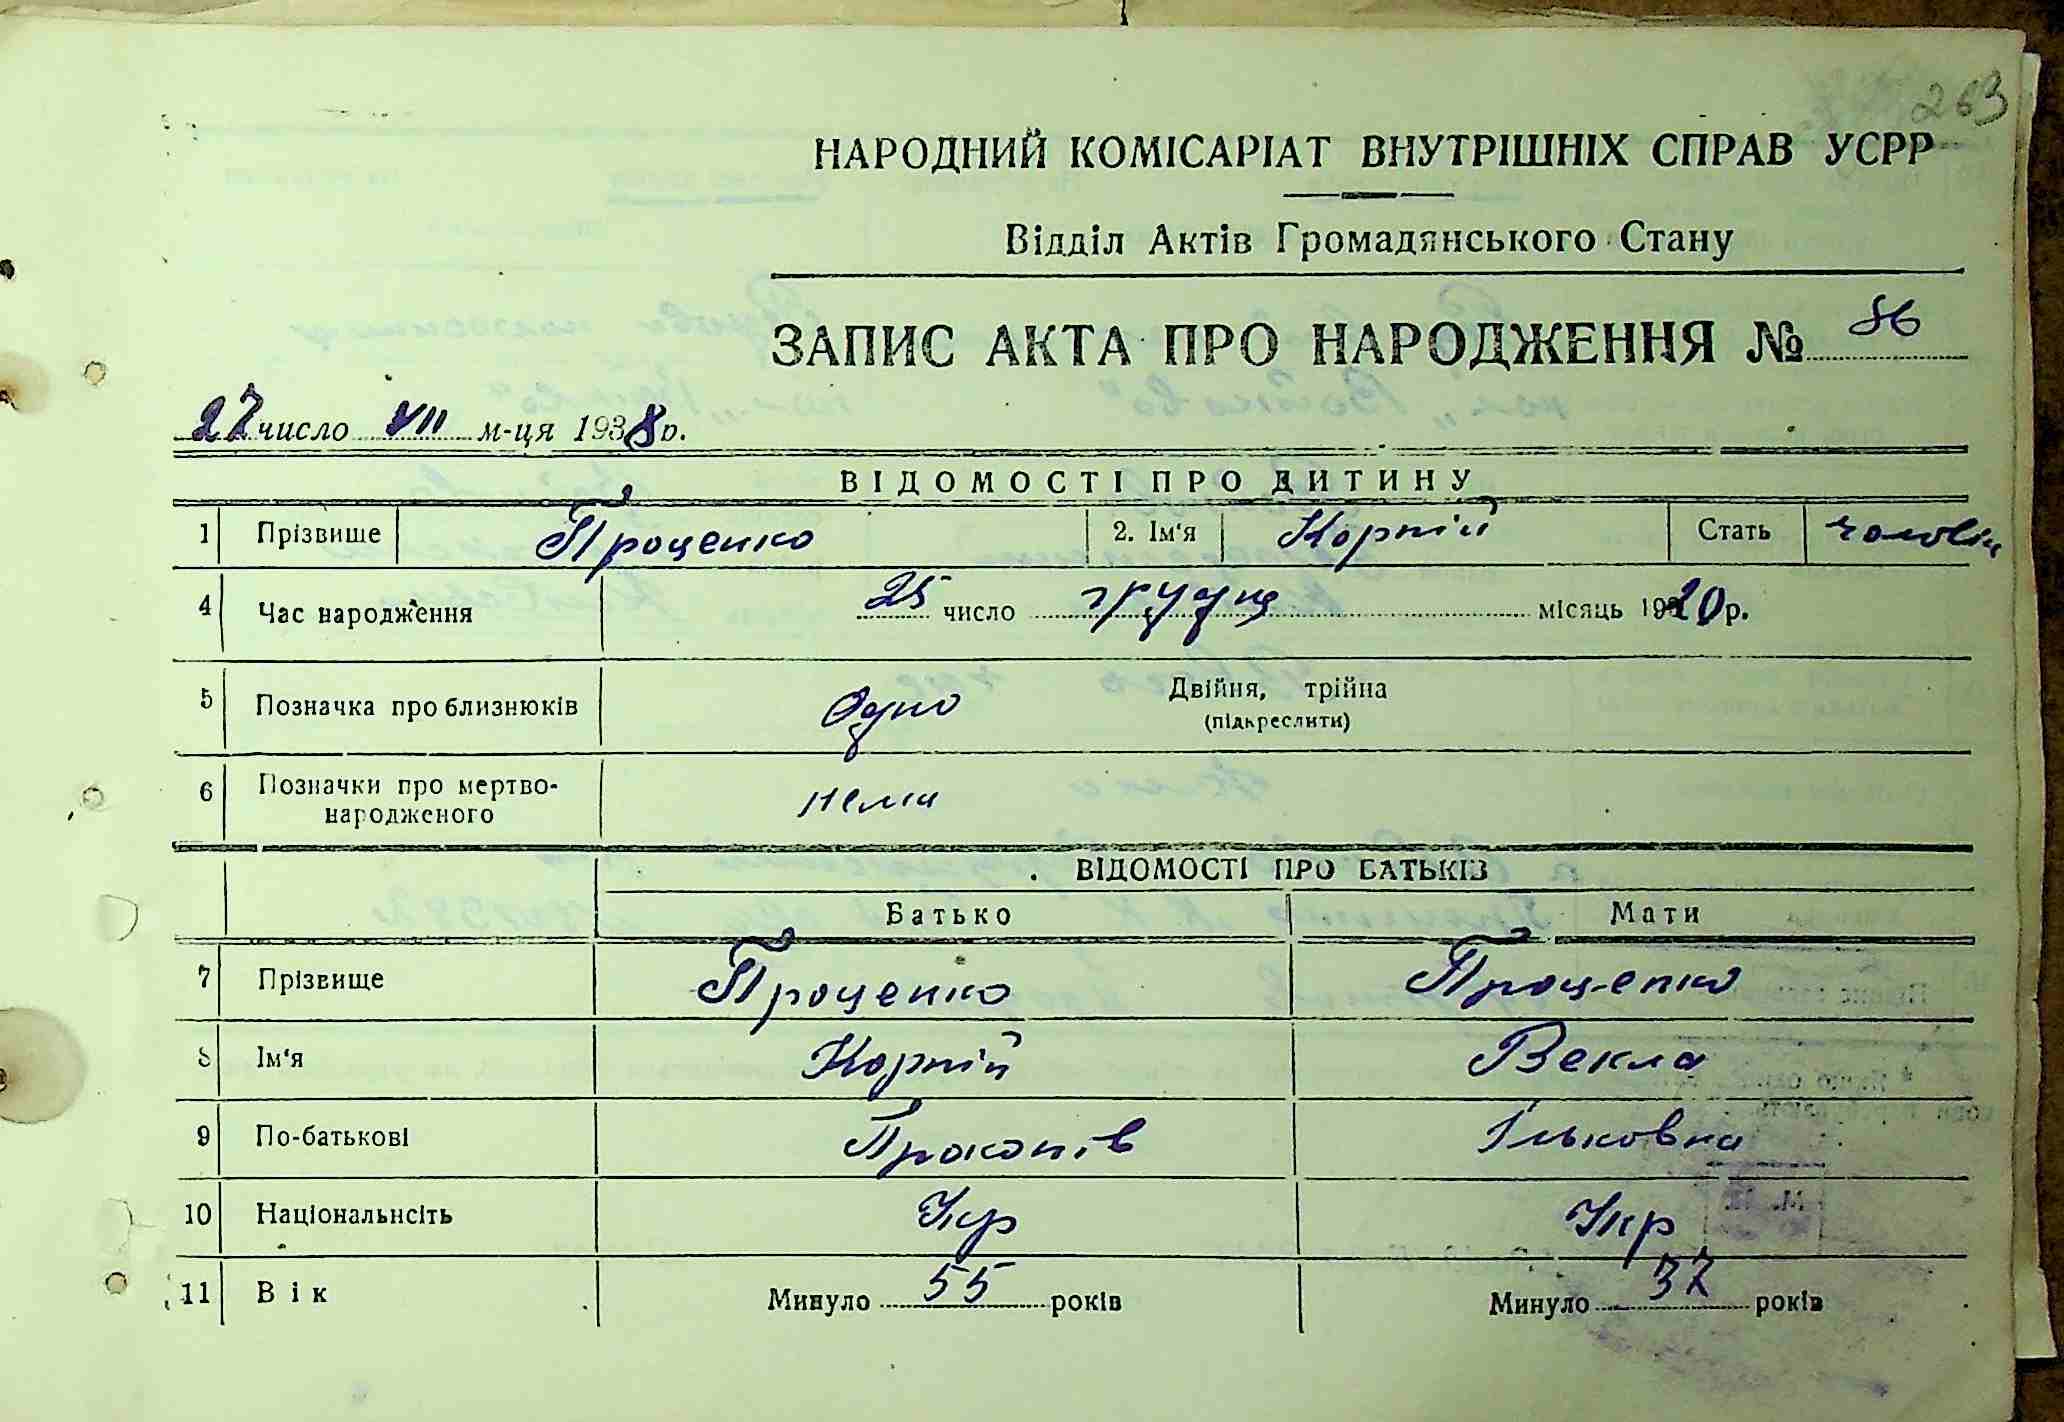 263
НАРОДНИЙ КОМІСАРІАТ ВНУТРІШНІХ СПРАВ УСРР
Відділ Актів Громадянського Стану
ЗАПИС АКТА ПРО НАРОДЖЕННЯ № 86
27 число VII м-ця 1938 р.
ВІДОМОСТІ ПРО ДИТИНУ
1 Прізвище Проценко 2. Ім'я Корній Стать чоловіч
4 Час народження 25 число грудня місяць 1920 р.
5 Позначка про близнюків Одно Двійня, трійна
(підкреслити)
6 Позначки про мертво-
народженого нема
ВІДОМОСТІ ПРО БАТЬКІВ
Батько Мати
7 Прізвище Проценко Проценко
8 Ім'я Корній Векла
9 По-батькові Прокопів Ільковна
10 Національність Укр Укр
11 Вік Минуло 55 років Минуло 37 років